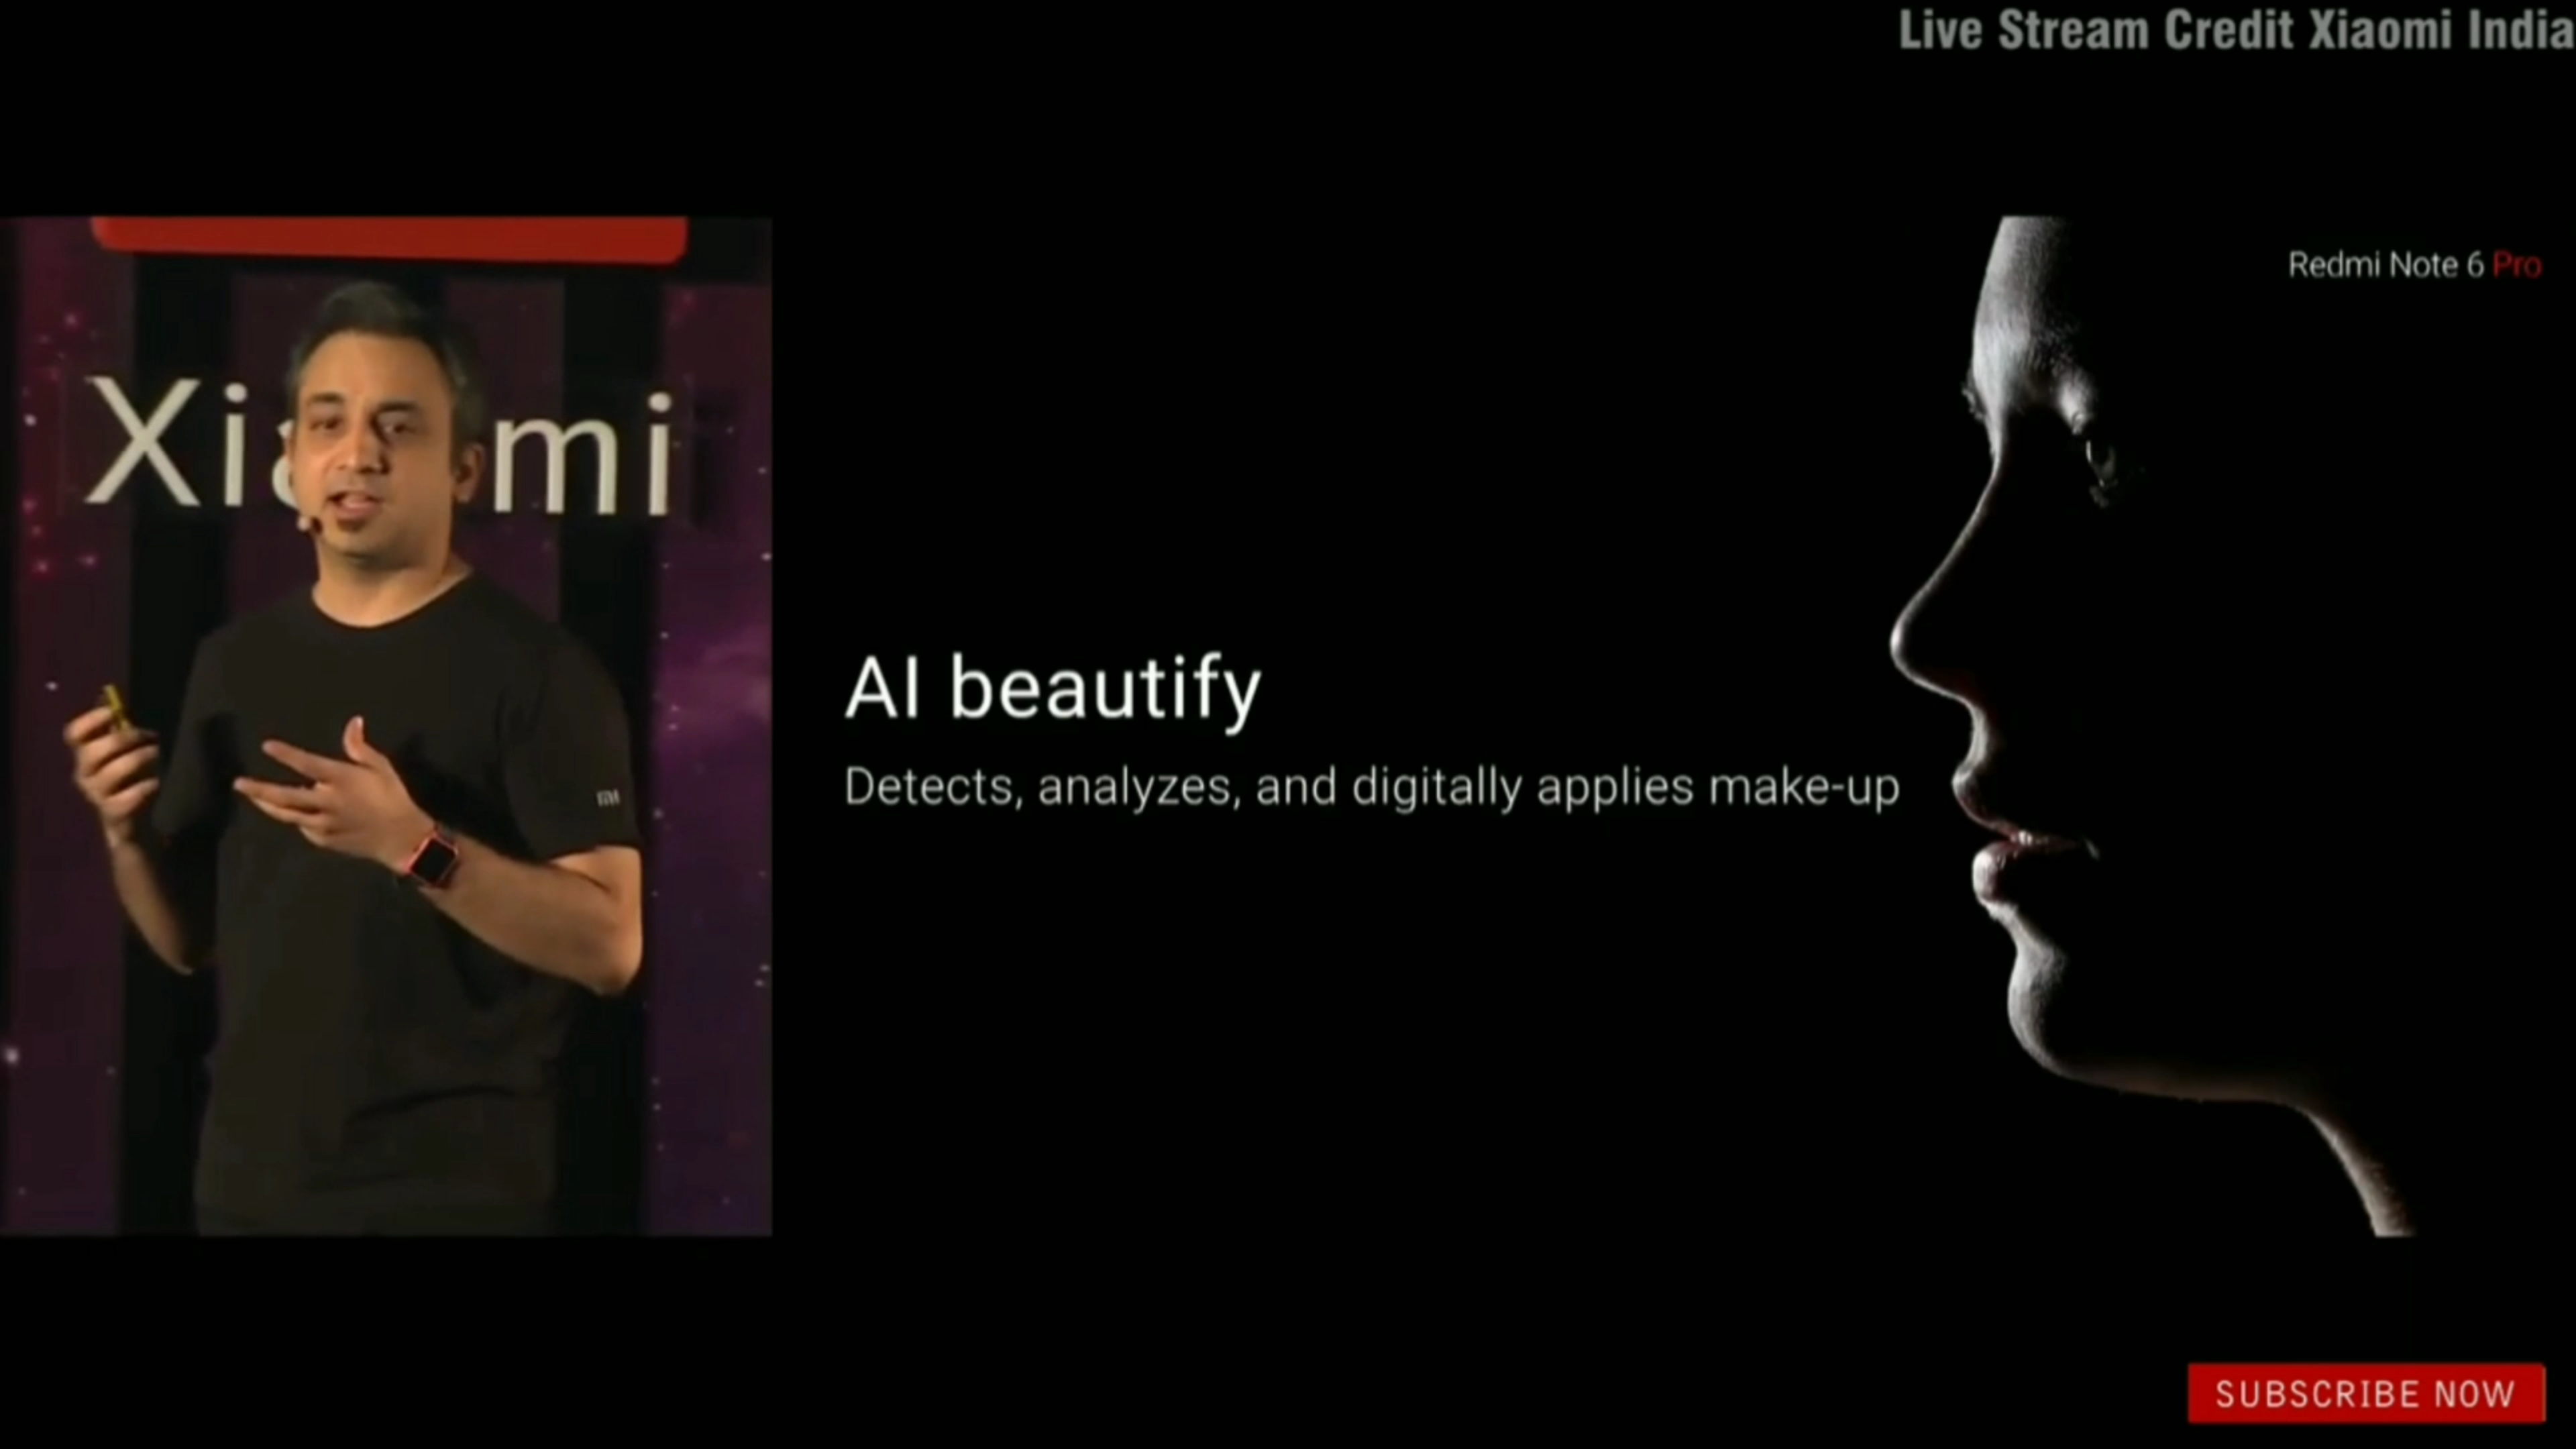 Live Stream Credit Xiaomi India
Xiaomi
Redmi Note 6 Pro
AI beautify
Detects, analyzes, and digitally applies make-up
mi
SUBSCRIBE NOW